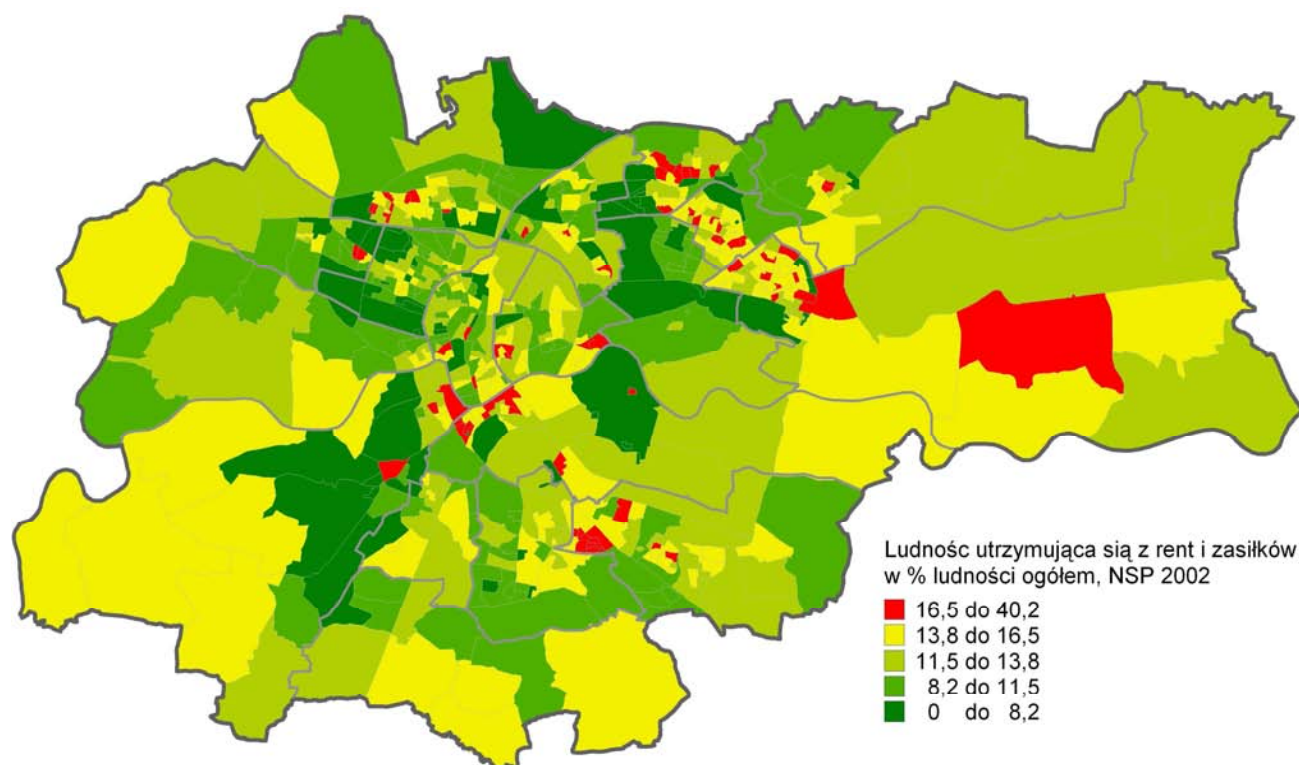 Ludnośc utrzymująca sią z rent i zasiłków
w % ludności ogółem, NSP 2002
16,5 do 40,2
13,8 do 16,5
11,5 do 13,8
8,2 do 11,5
0 do 8,2